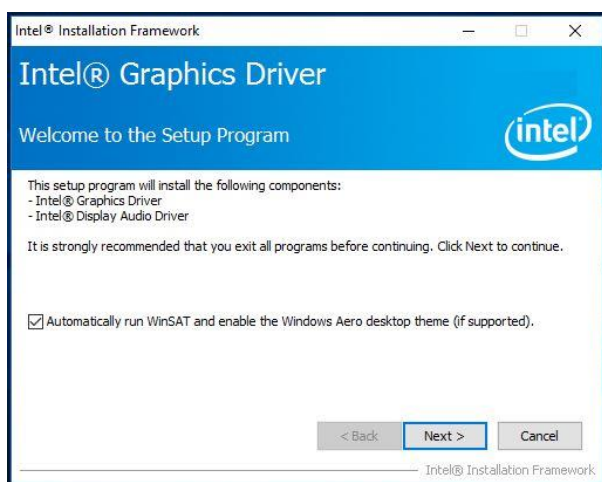 Intel® Installation Framework
Intel® Graphics Driver
Welcome to the Setup Program
intel
This setup program will install the following components:
- Intel® Graphics Driver
- Intel® Display Audio Driver
It is strongly recommended that you exit all programs before continuing. Click Next to continue.
Automatically run WinSAT and enable the Windows Aero desktop theme (if supported).
< Back Next > Cancel
Intel® Installation Framework